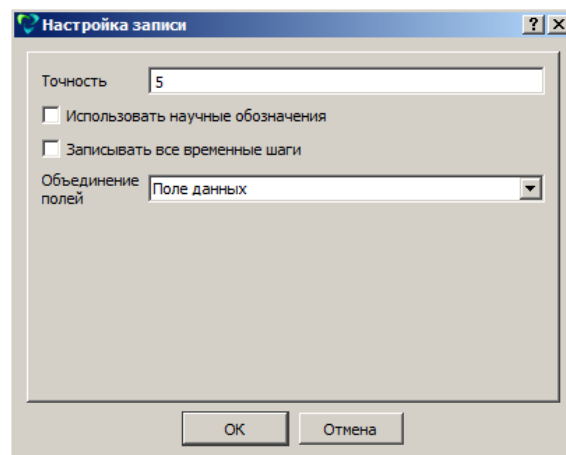 Настройка записи
Точность 5
Использовать научные обозначения
Записывать все временные шаги
Объединение
полей Поле данных
OK Отмена